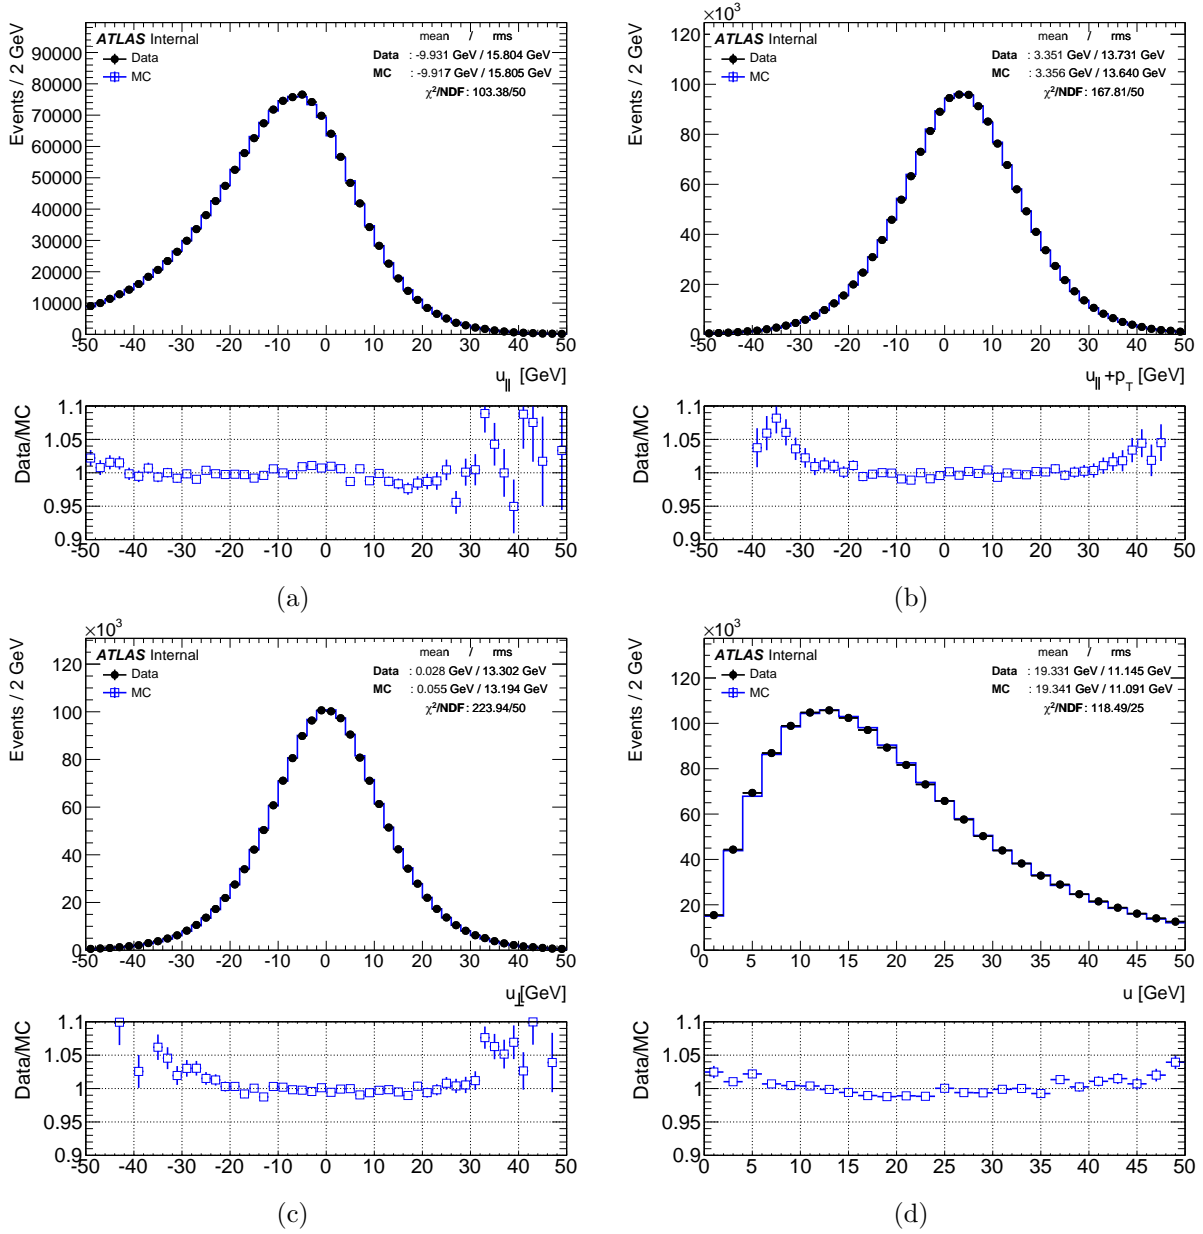 ATLAS Internal
mean / rms
Data : -9.931 GeV / 15.804 GeV
MC : -9.917 GeV / 15.805 GeV
χ²/NDF : 103.38/50
Data
MC
Events / 2 GeV
90000
80000
70000
60000
50000
40000
30000
20000
10000
0
-50 -40 -30 -20 -10 0 10 20 30 40 50
u|| [GeV]
Data/MC
1.1
1.05
1
0.95
0.9
-50 -40 -30 -20 -10 0 10 20 30 40 50
(a)
×10³
ATLAS Internal
mean / rms
Data : 3.351 GeV / 13.731 GeV
MC : 3.356 GeV / 13.640 GeV
χ²/NDF : 167.81/50
Data
MC
Events / 2 GeV
120
100
80
60
40
20
0
-50 -40 -30 -20 -10 0 10 20 30 40 50
u|| +pT [GeV]
Data/MC
1.1
1.05
1
0.95
0.9
-50 -40 -30 -20 -10 0 10 20 30 40 50
(b)
×10³
ATLAS Internal
mean / rms
Data : 0.028 GeV / 13.302 GeV
MC : 0.055 GeV / 13.194 GeV
χ²/NDF : 223.94/50
Data
MC
Events / 2 GeV
120
100
80
60
40
20
0
-50 -40 -30 -20 -10 0 10 20 30 40 50
u⊥ [GeV]
Data/MC
1.1
1.05
1
0.95
0.9
-50 -40 -30 -20 -10 0 10 20 30 40 50
(c)
×10³
ATLAS Internal
mean / rms
Data : 19.331 GeV / 11.145 GeV
MC : 19.341 GeV / 11.091 GeV
χ²/NDF : 118.49/25
Data
MC
Events / 2 GeV
120
100
80
60
40
20
0
0 5 10 15 20 25 30 35 40 45 50
u [GeV]
Data/MC
1.1
1.05
1
0.95
0.9
0 5 10 15 20 25 30 35 40 45 50
(d)